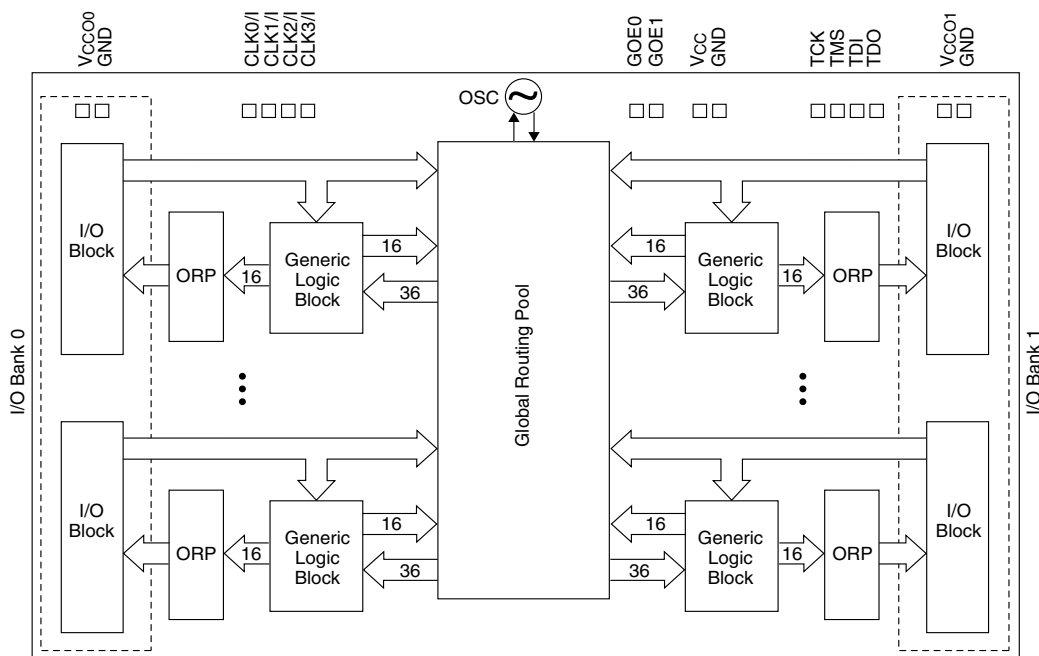 VCCO0
GND
CLK0/I
CLK1/I
CLK2/I
CLK3/I
GOE0
GOE1
VCC
GND
TCK
TMS
TDI
TDO
VCCO1
GND
OSC
I/O Bank 0
I/O
Block
ORP
16
Generic
Logic
Block
16
36
Global Routing Pool
16
36
Generic
Logic
Block
16
ORP
I/O
Block
I/O Bank 1
I/O
Block
ORP
16
Generic
Logic
Block
16
36
16
36
Generic
Logic
Block
16
ORP
I/O
Block